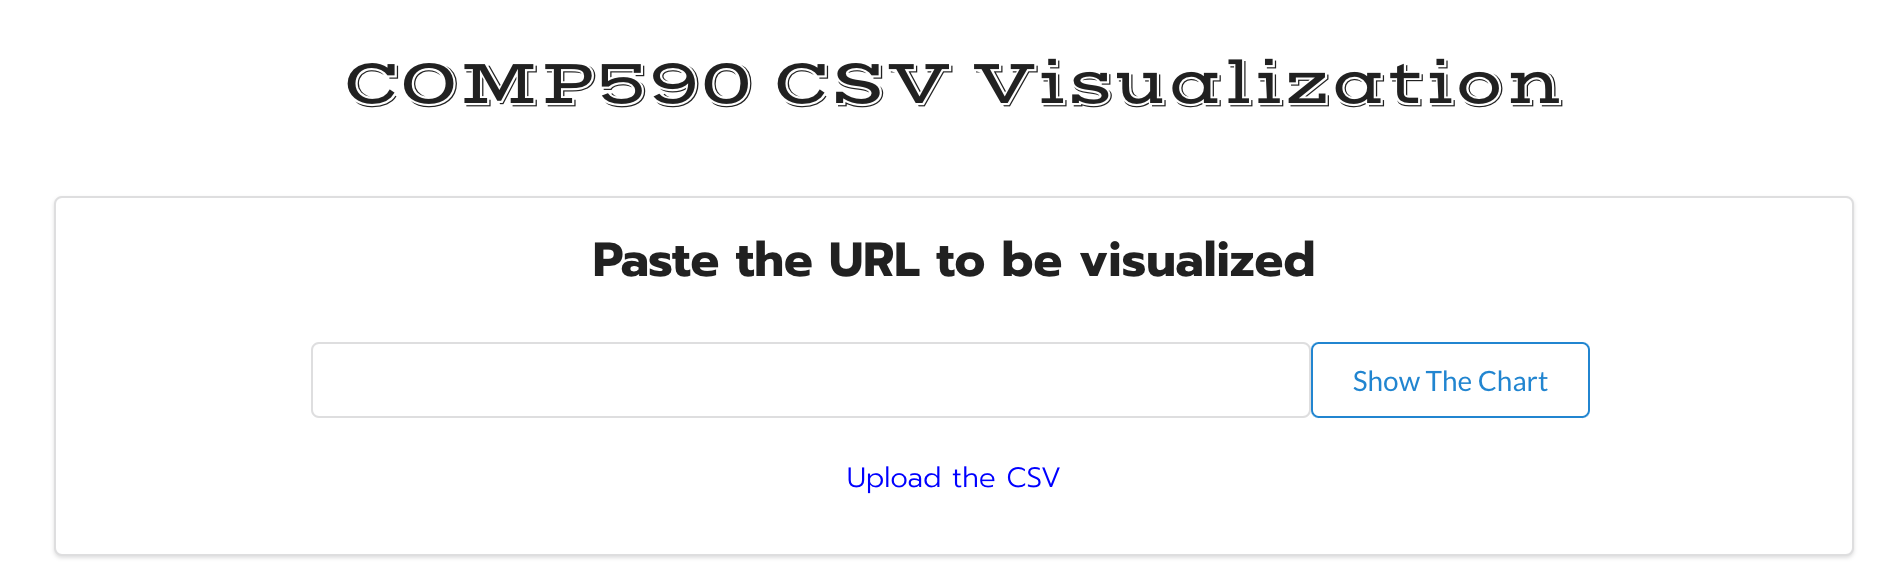 COMP590 CSV Visualization
Paste the URL to be visualized
Show The Chart
Upload the CSV